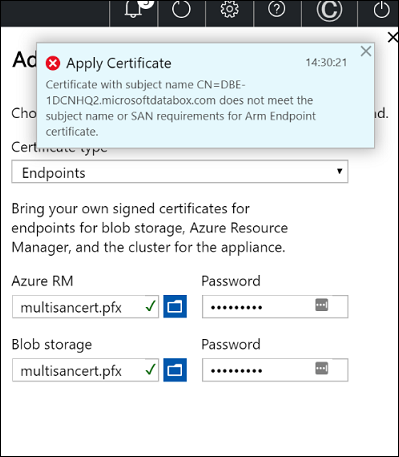 Apply Certificate 14:30:21
Certificate with subject name CN=DBE-
1DCNHQ2.microsoftdatabox.com does not meet the
subject name or SAN requirements for Arm Endpoint
certificate.
Certificate type
Endpoints
Bring your own signed certificates for
endpoints for blob storage, Azure Resource
Manager, and the cluster for the appliance.
Azure RM Password
multisancert.pfx •••••••••
Blob storage Password
multisancert.pfx •••••••••